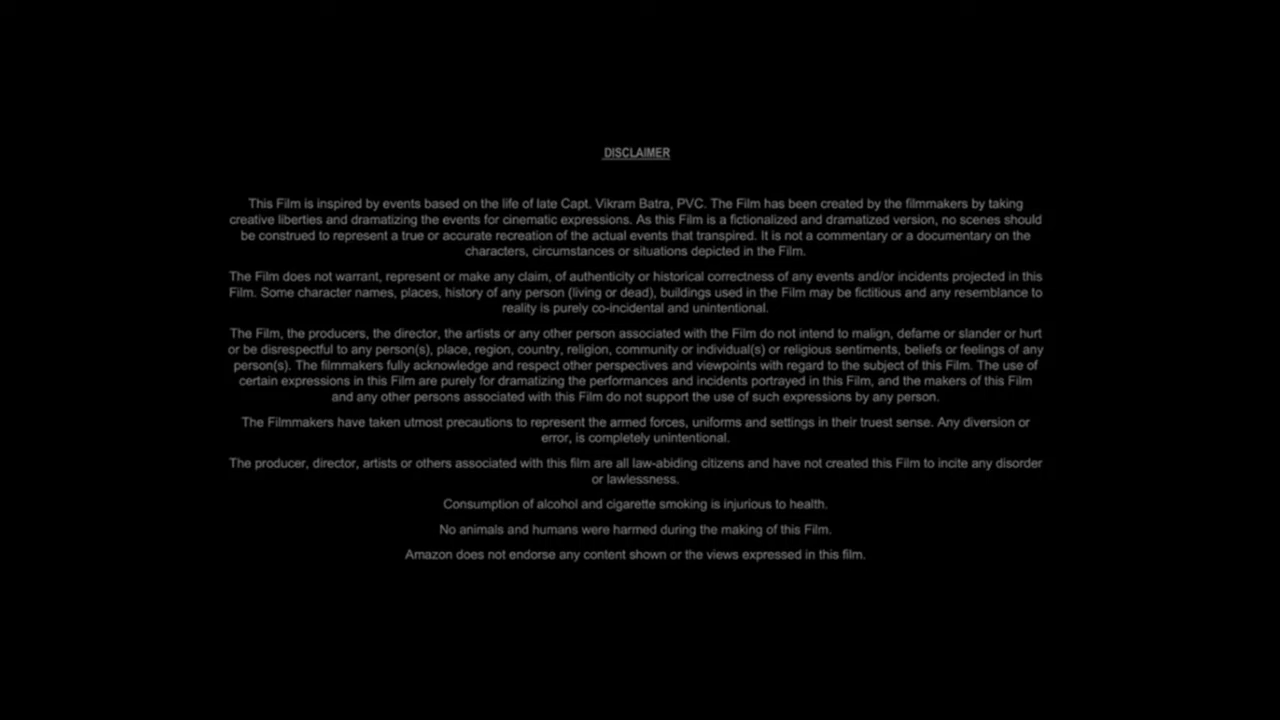 DISCLAIMER
This Film is inspired by events based on the life of late Capt. Vikram Batra, PVC. The Film has been created by the filmmakers by taking
creative liberties and dramatizing the events for cinematic expressions. As this Film is a fictionalized and dramatized version, no scenes should
be construed to represent a true or accurate recreation of the actual events that transpired. It is not a commentary or a documentary on the
characters, circumstances or situations depicted in the Film.
The Film does not warrant, represent or make any claim, of authenticity or historical correctness of any events and/or incidents projected in this
Film. Some character names, places, history of any person (living or dead), buildings used in the Film may be fictitious and any resemblance to
reality is purely co-incidental and unintentional.
The Film, the producers, the director, the artists or any other person associated with the Film do not intend to malign, defame or slander or hurt
or be disrespectful to any person(s), place, region, country, religion, community or individual(s) or religious sentiments, beliefs or feelings of any
person(s). The filmmakers fully acknowledge and respect other perspectives and viewpoints with regard to the subject of this Film. The use of
certain expressions in this Film are purely for dramatizing the performances and incidents portrayed in this Film, and the makers of this Film
and any other persons associated with this Film do not support the use of such expressions by any person.
The Filmmakers have taken utmost precautions to represent the armed forces, uniforms and settings in their truest sense. Any diversion or
error, is completely unintentional.
The producer, director, artists or others associated with this film are all law-abiding citizens and have not created this Film to incite any disorder
or lawlessness.
Consumption of alcohol and cigarette smoking is injurious to health.
No animals and humans were harmed during the making of this Film.
Amazon does not endorse any content shown or the views expressed in this film.